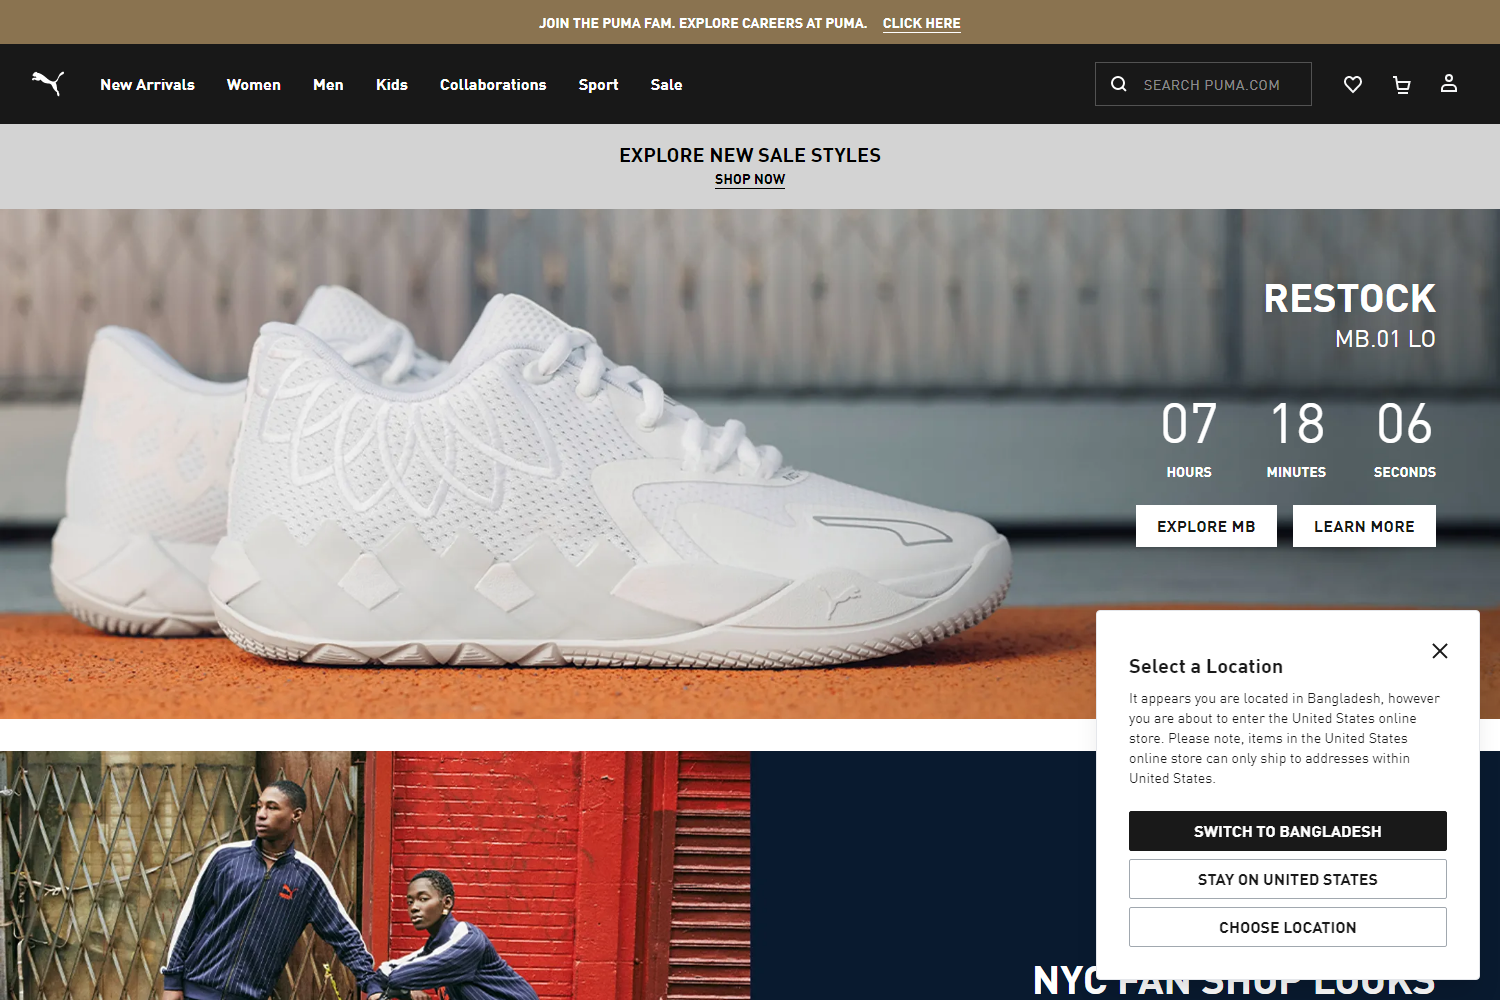 JOIN THE PUMA FAM. EXPLORE CAREERS AT PUMA. CLICK HERE
New Arrivals Women Men Kids Collaborations Sport Sale SEARCH PUMA.COM
EXPLORE NEW SALE STYLES
SHOP NOW
RESTOCK
MB.01 LO
07 18 06
HOURS MINUTES SECONDS
EXPLORE MB LEARN MORE
Select a Location
It appears you are located in Bangladesh, however
you are about to enter the United States online
store. Please note, items in the United States
online store can only ship to addresses within
United States.
SWITCH TO BANGLADESH
STAY ON UNITED STATES
CHOOSE LOCATION
NYC FAN SHOP LOOKS